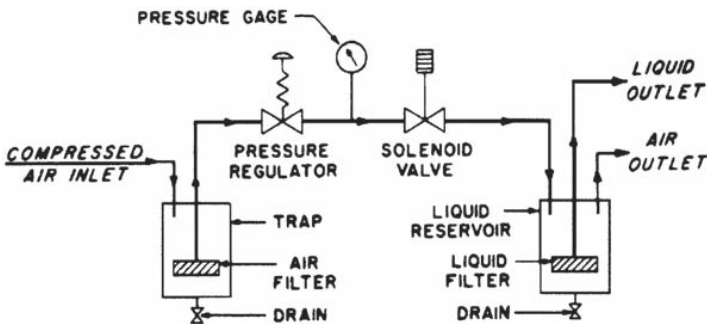 PRESSURE GAGE
LIQUID
OUTLET
COMPRESSED
AIR INLET
PRESSURE
REGULATOR
SOLENOID
VALVE
AIR
OUTLET
TRAP
LIQUID
RESERVOIR
AIR
FILTER
LIQUID
FILTER
DRAIN
DRAIN